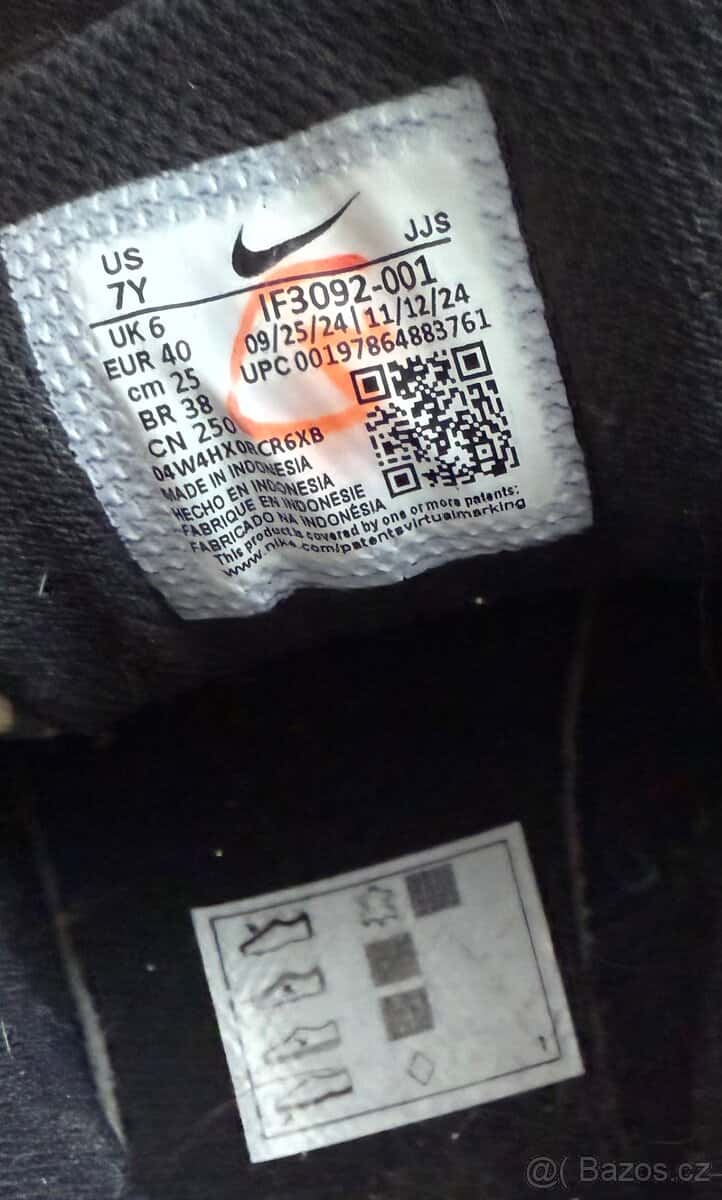 US
7Y
JJS
UK 6
EUR 40
cm 25
BR 38
CN 250
IF3092-001
09/25/24 | 11/12/24
UPC 00197864883761
04W4HX0BCR6XB
MADE IN INDONESIA
HECHO EN INDONESIA
FABRIQUE EN INDONESIE
FABRICADO NA INDONÉSIA
This product is covered by one or more patents:
www.nike.com/patentsvirtualmarking
@( Bazos.cz